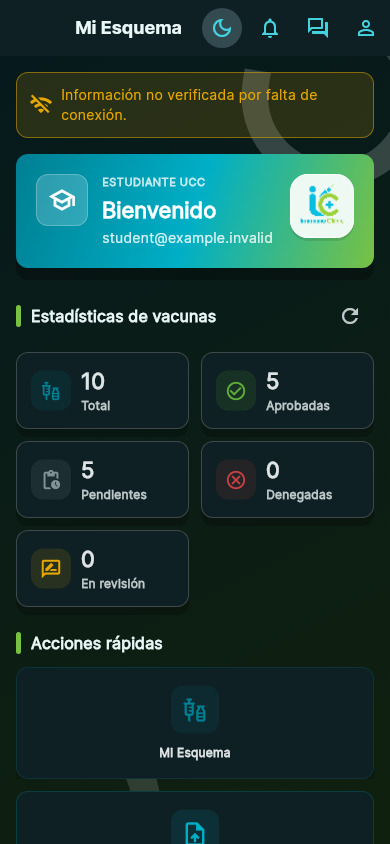 Mi Esquema
Información no verificada por falta de
conexión.
ESTUDIANTE UCC
Bienvenido
student@example.invalid
Estadísticas de vacunas
10
Total
5
Aprobadas
5
Pendientes
0
Denegadas
0
En revisión
Acciones rápidas
Mi Esquema